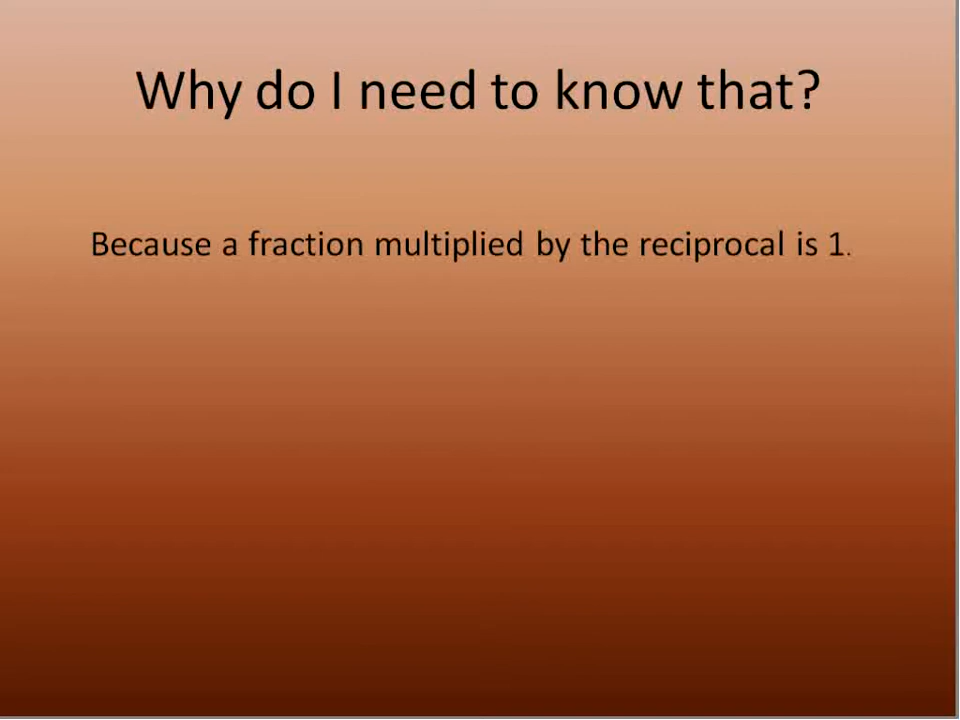 Why do I need to know that?
Because a fraction multiplied by the reciprocal is 1.